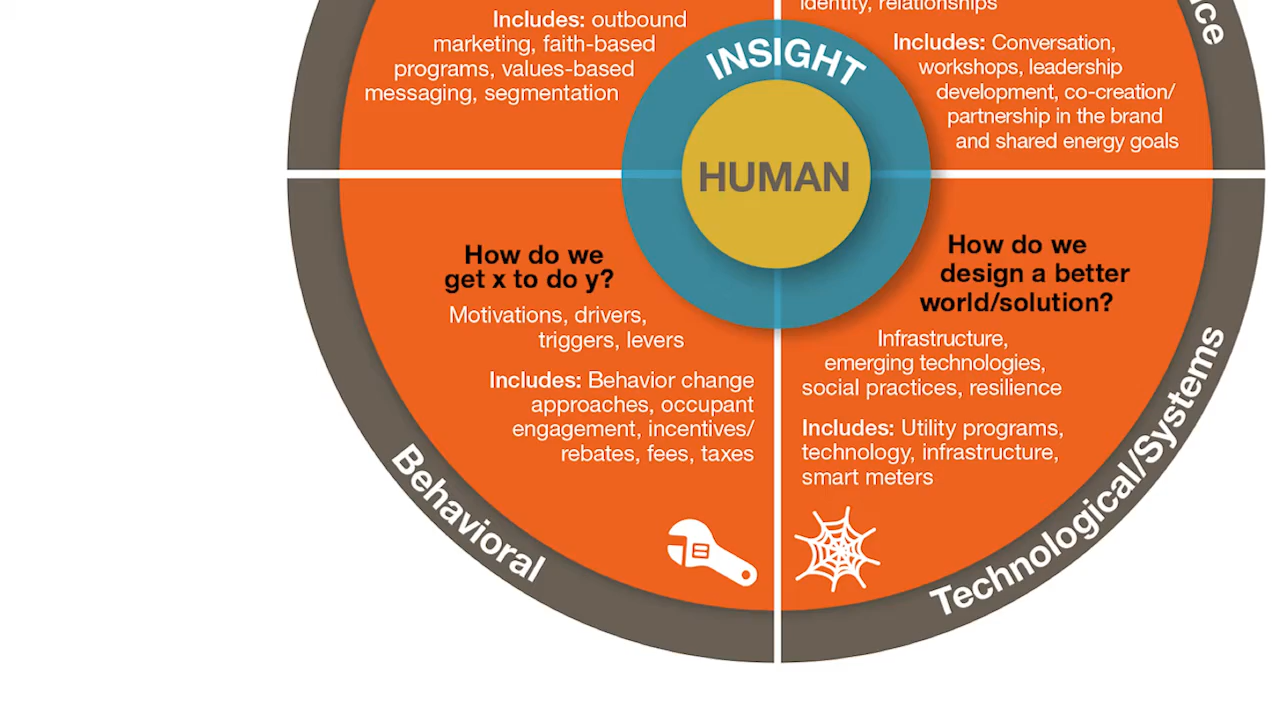 Includes: outbound
marketing, faith-based
programs, values-based
messaging, segmentation
identity, relationships
Includes: Conversation,
workshops, leadership
development, co-creation/
partnership in the brand
and shared energy goals
INSIGHT
HUMAN
How do we
get x to do y?
Motivations, drivers,
triggers, levers
Includes: Behavior change
approaches, occupant
engagement, incentives/
rebates, fees, taxes
Behavioral
How do we
design a better
world/solution?
Infrastructure,
emerging technologies,
social practices, resilience
Includes: Utility programs,
technology, infrastructure,
smart meters
Technological/Systems